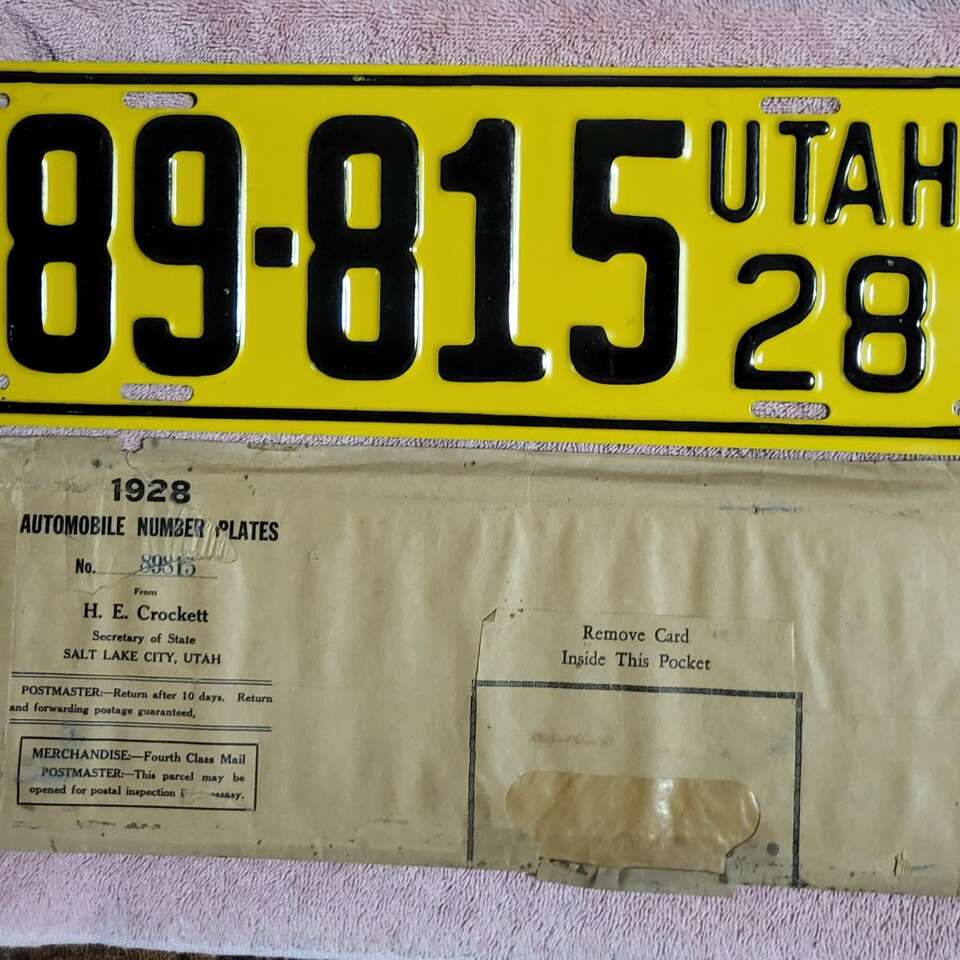 89-815 UTAH
28
1928
AUTOMOBILE NUMBER PLATES
No. 89815
From
H. E. Crockett
Secretary of State
SALT LAKE CITY, UTAH
POSTMASTER:—Return after 10 days. Return
and forwarding postage guaranteed,
MERCHANDISE:—Fourth Class Mail
POSTMASTER:—This parcel may be
opened for postal inspection
Remove Card
Inside This Pocket